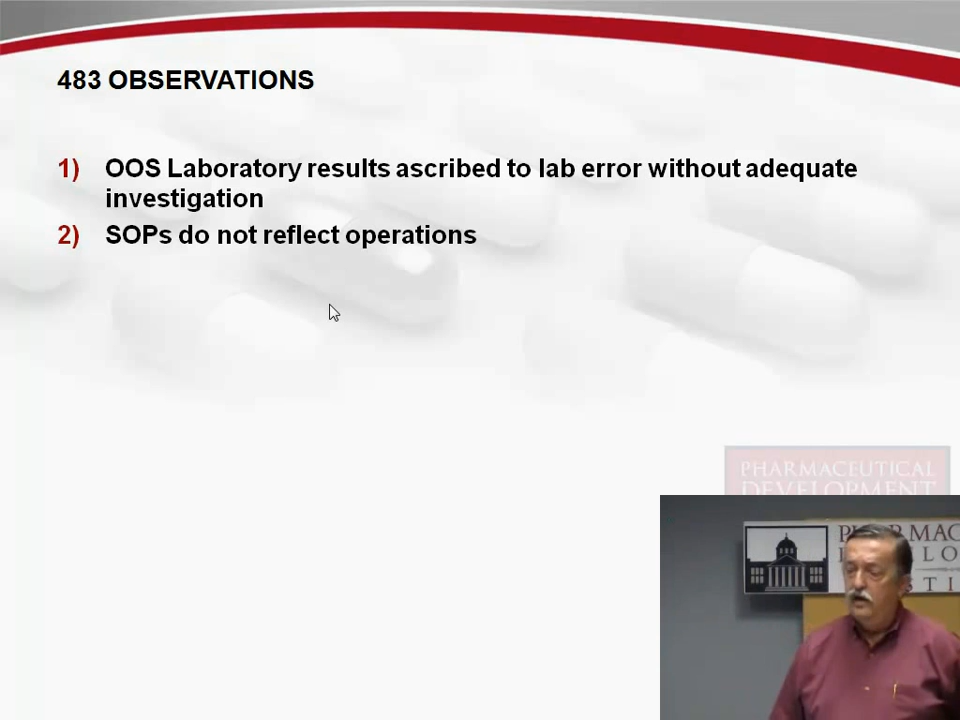 483 OBSERVATIONS
1) OOS Laboratory results ascribed to lab error without adequate
investigation
2) SOPs do not reflect operations
PHARMACEUTICAL
DEVELOPMENT